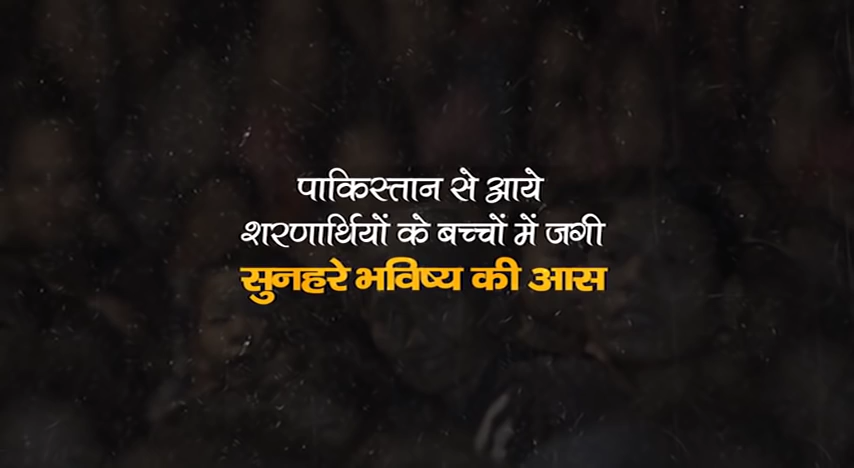 पाकिस्तान से आये
शरणार्थियों के बच्चों में जगी
सुनहरे भविष्य की आस